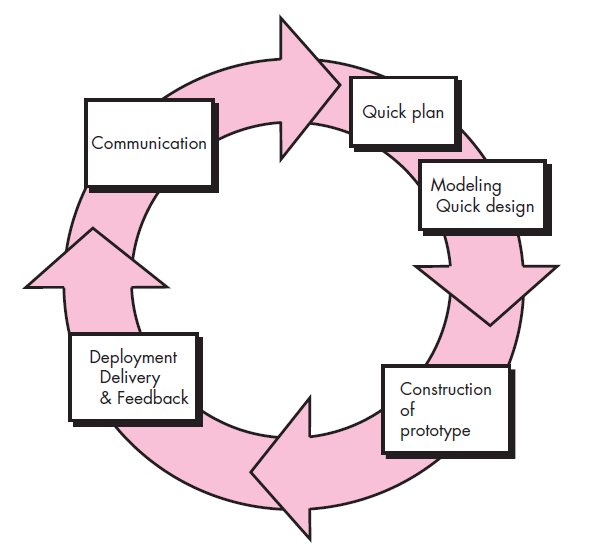 Communication
Quick plan
Modeling
Quick design
Construction
of
prototype
Deployment
Delivery
& Feedback